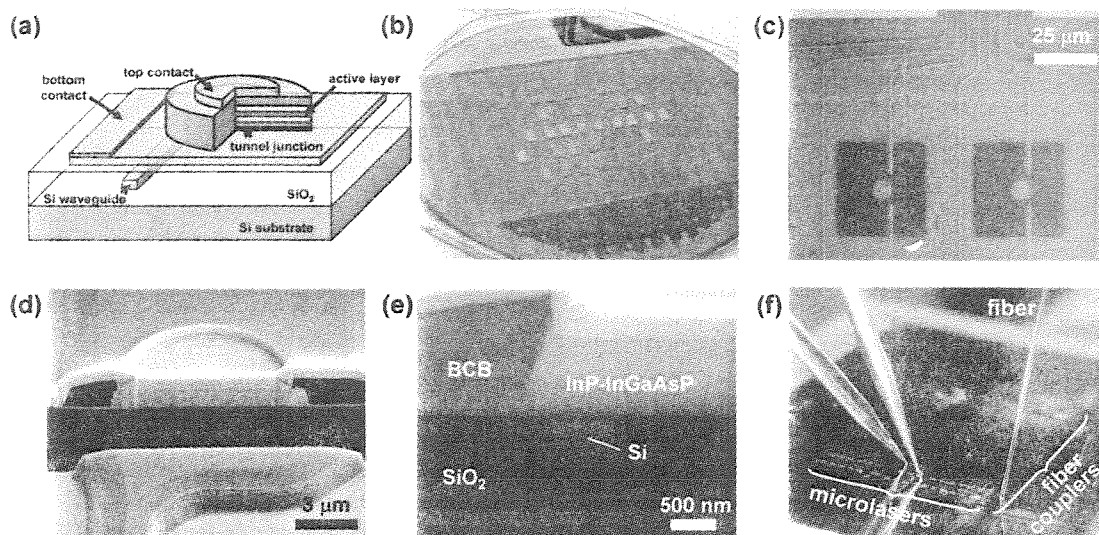 (a)
top contact
bottom
contact
active layer
tunnel junction
Si waveguide
SiO2
Si substrate
(b)
(c)
25 µm
(d)
3 µm
(e)
BCB
InP-InGaAsP
Si
SiO2
500 nm
(f)
fiber
microlasers
fiber
couplers